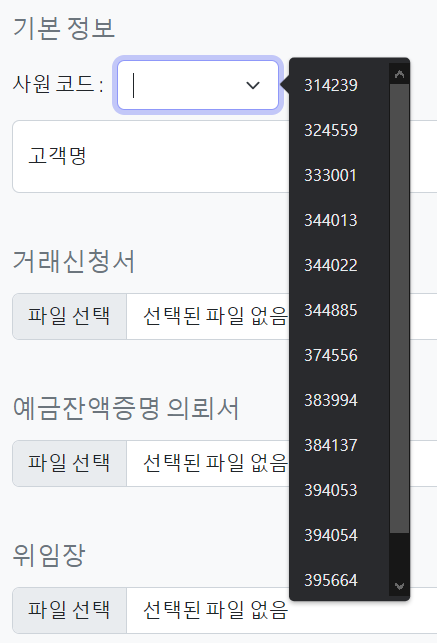 기본 정보
사원 코드 :
고객명
거래신청서
파일 선택 선택된 파일 없음
예금잔액증명 의뢰서
파일 선택 선택된 파일 없음
위임장
파일 선택 선택된 파일 없음
314239
324559
333001
344013
344022
344885
374556
383994
384137
394053
394054
395664